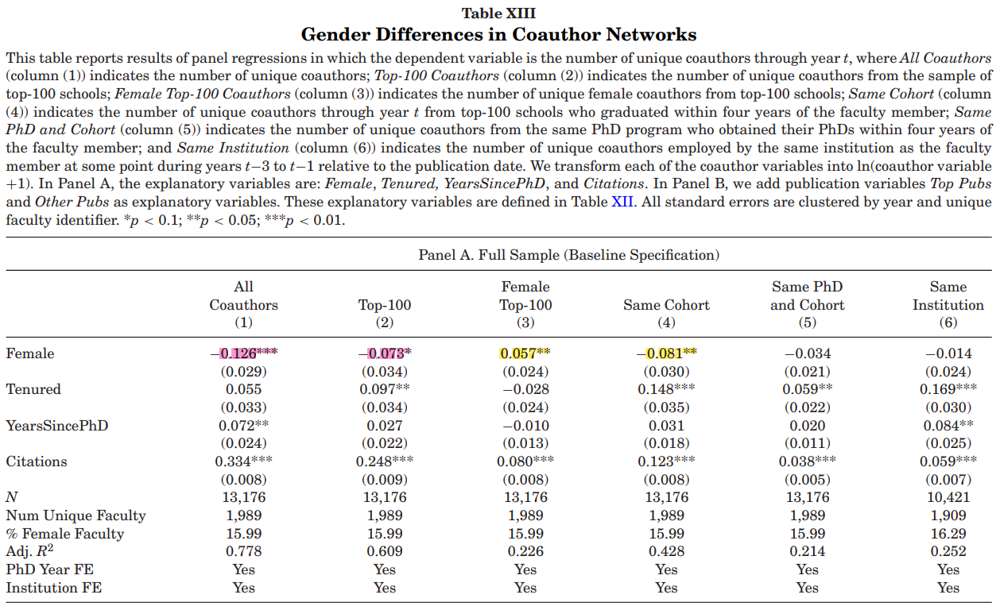 Table XIII
Gender Differences in Coauthor Networks
This table reports results of panel regressions in which the dependent variable is the number of unique coauthors through year t, where All Coauthors
(column (1)) indicates the number of unique coauthors; Top-100 Coauthors (column (2)) indicates the number of unique coauthors from the sample of
top-100 schools; Female Top-100 Coauthors (column (3)) indicates the number of unique female coauthors from top-100 schools; Same Cohort (column
(4)) indicates the number of unique coauthors through year t from top-100 schools who graduated within four years of the faculty member; Same
PhD and Cohort (column (5)) indicates the number of unique coauthors from the same PhD program who obtained their PhDs within four years of
the faculty member; and Same Institution (column (6)) indicates the number of unique coauthors employed by the same institution as the faculty
member at some point during years t−3 to t−1 relative to the publication date. We transform each of the coauthor variables into ln(coauthor variable
+1). In Panel A, the explanatory variables are: Female, Tenured, YearsSincePhD, and Citations. In Panel B, we add publication variables Top Pubs
and Other Pubs as explanatory variables. These explanatory variables are defined in Table XII. All standard errors are clustered by year and unique
faculty identifier. *p < 0.1; **p < 0.05; ***p < 0.01.
Panel A. Full Sample (Baseline Specification)
All Female Same PhD Same
Coauthors Top-100 Top-100 Same Cohort and Cohort Institution
(1) (2) (3) (4) (5) (6)
Female −0.126*** −0.073* 0.057** −0.081** −0.034 −0.014
(0.029) (0.034) (0.024) (0.030) (0.021) (0.024)
Tenured 0.055 0.097** −0.028 0.148*** 0.059** 0.169***
(0.033) (0.034) (0.024) (0.035) (0.022) (0.030)
YearsSincePhD 0.072** 0.027 −0.010 0.031 0.020 0.084**
(0.024) (0.022) (0.013) (0.018) (0.011) (0.025)
Citations 0.334*** 0.248*** 0.080*** 0.123*** 0.038*** 0.059***
(0.008) (0.009) (0.008) (0.008) (0.005) (0.007)
N 13,176 13,176 13,176 13,176 13,176 10,421
Num Unique Faculty 1,989 1,989 1,989 1,989 1,989 1,909
% Female Faculty 15.99 15.99 15.99 15.99 15.99 16.29
Adj. R² 0.778 0.609 0.226 0.428 0.214 0.252
PhD Year FE Yes Yes Yes Yes Yes Yes
Institution FE Yes Yes Yes Yes Yes Yes